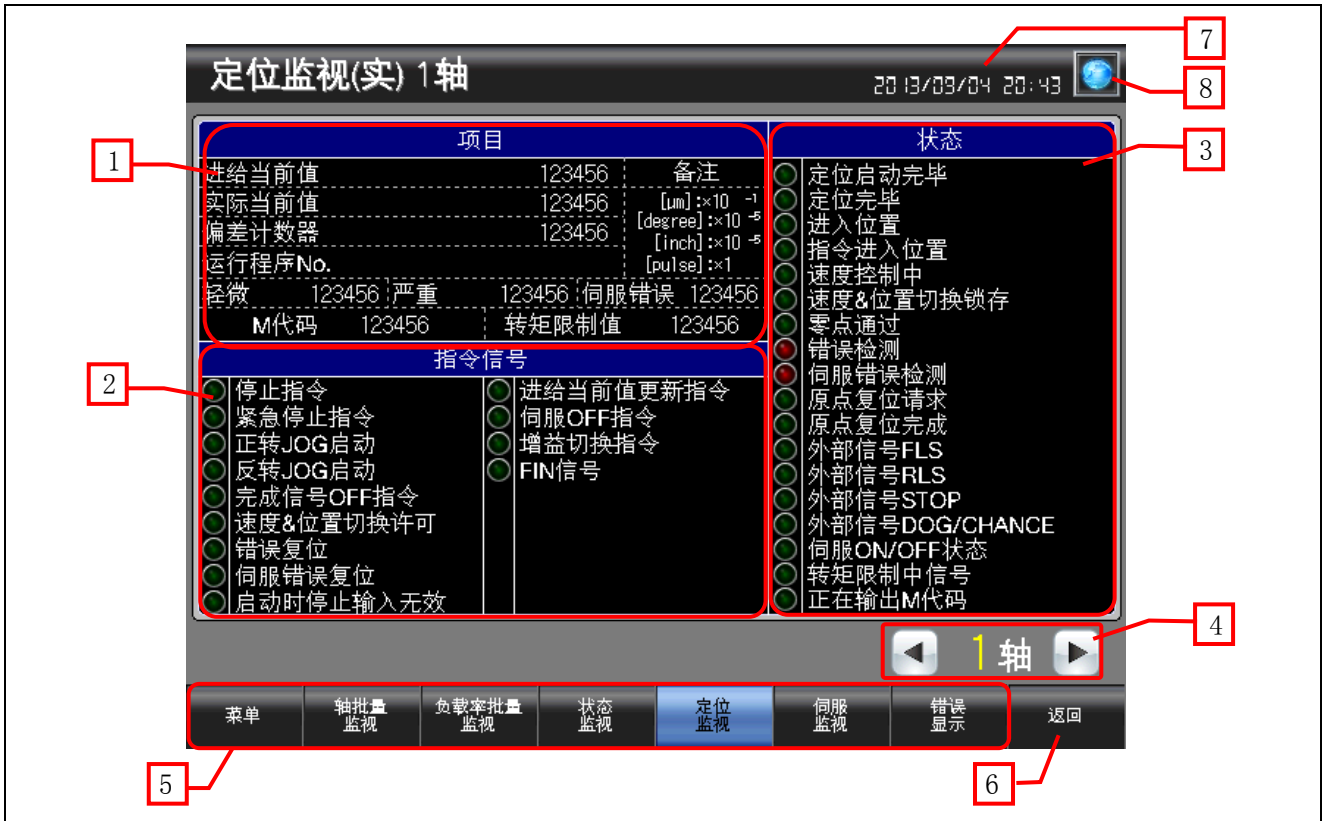 7
定位监视(实) 1轴
2013/09/04 20:43
8
1
项目
进给当前值 123456 备注
实际当前值 123456 [μm]:×10 -1
偏差计数器 123456 [degree]:×10 -5
[inch]:×10 -5
运行程序No. [pulse]:×1
轻微 123456 严重 123456 伺服错误 123456
M代码 123456 转矩限制值 123456
2
指令信号
停止指令
紧急停止指令
正转JOG启动
反转JOG启动
完成信号OFF指令
速度&位置切换许可
错误复位
伺服错误复位
启动时停止输入无效
进给当前值更新指令
伺服OFF指令
增益切换指令
FIN信号
状态
3
定位启动完毕
定位完毕
进入位置
指令进入位置
速度控制中
速度&位置切换锁存
零点通过
错误检测
伺服错误检测
原点复位请求
原点复位完成
外部信号FLS
外部信号RLS
外部信号STOP
外部信号DOG/CHANCE
伺服ON/OFF状态
转矩限制中信号
正在输出M代码
1 轴
4
菜单
轴批量
监视
负载率批量
监视
状态
监视
定位
监视
伺服
监视
错误
显示
返回
5
6